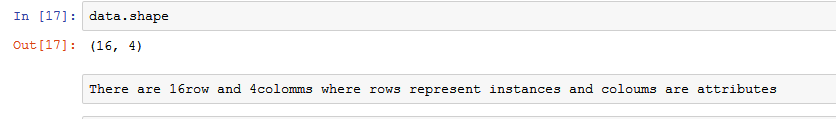 In [17]: data.shape
Out[17]: (16, 4)
There are 16row and 4colomms where rows represent instances and coloums are attributes